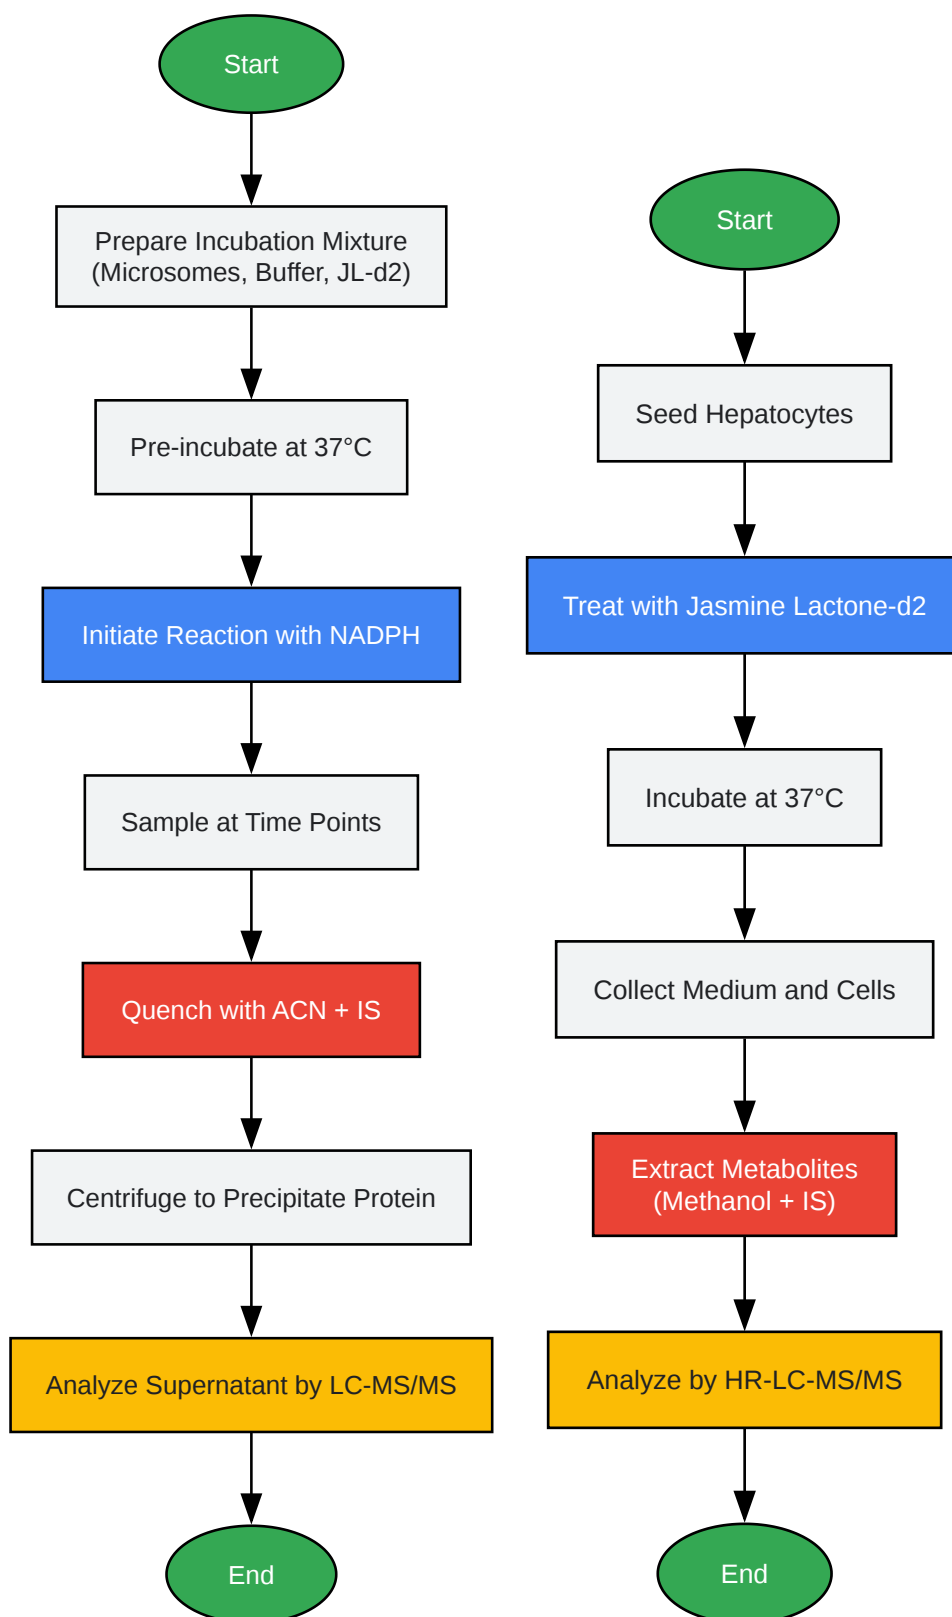 Start
Prepare Incubation Mixture
(Microsomes, Buffer, JL-d2)
Pre-incubate at 37°C
Initiate Reaction with NADPH
Sample at Time Points
Quench with ACN + IS
Centrifuge to Precipitate Protein
Analyze Supernatant by LC-MS/MS
End
Start
Seed Hepatocytes
Treat with Jasmine Lactone-d2
Incubate at 37°C
Collect Medium and Cells
Extract Metabolites
(Methanol + IS)
Analyze by HR-LC-MS/MS
End